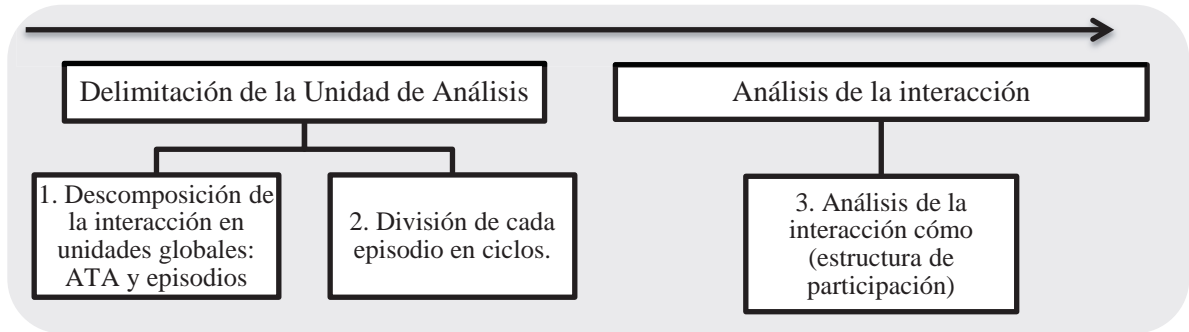 Delimitación de la Unidad de Análisis
Análisis de la interacción
1. Descomposición de
la interacción en
unidades globales:
ATA y episodios
2. División de cada
episodio en ciclos.
3. Análisis de la
interacción cómo
(estructura de
participación)